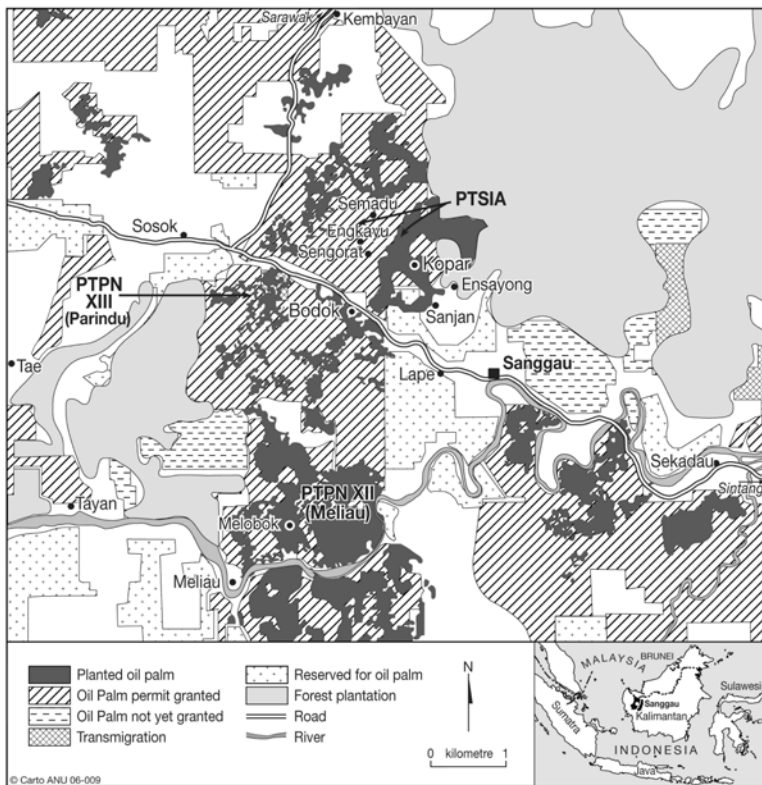 Sarawak
Kembayan
Semadu
PTSIA
Engkayu
Sosok
Sengorat
Kopar
PTPN
XIII
(Parindu)
Ensayong
Bodok
Sanjan
Tae
Lape
Sanggau
Sekadau
PTPN XII
(Meliau)
Sintang
Tayan
Melobok
Meliau
Planted oil palm
Oil Palm permit granted
Oil Palm not yet granted
Transmigration
Reserved for oil palm
Forest plantation
Road
River
N
0 kilometre 1
© Carto ANU 06-009
MALAYSIA
BRUNEI
Sulawesi
Sanggau
Kalimantan
Sumatra
INDONESIA
Java